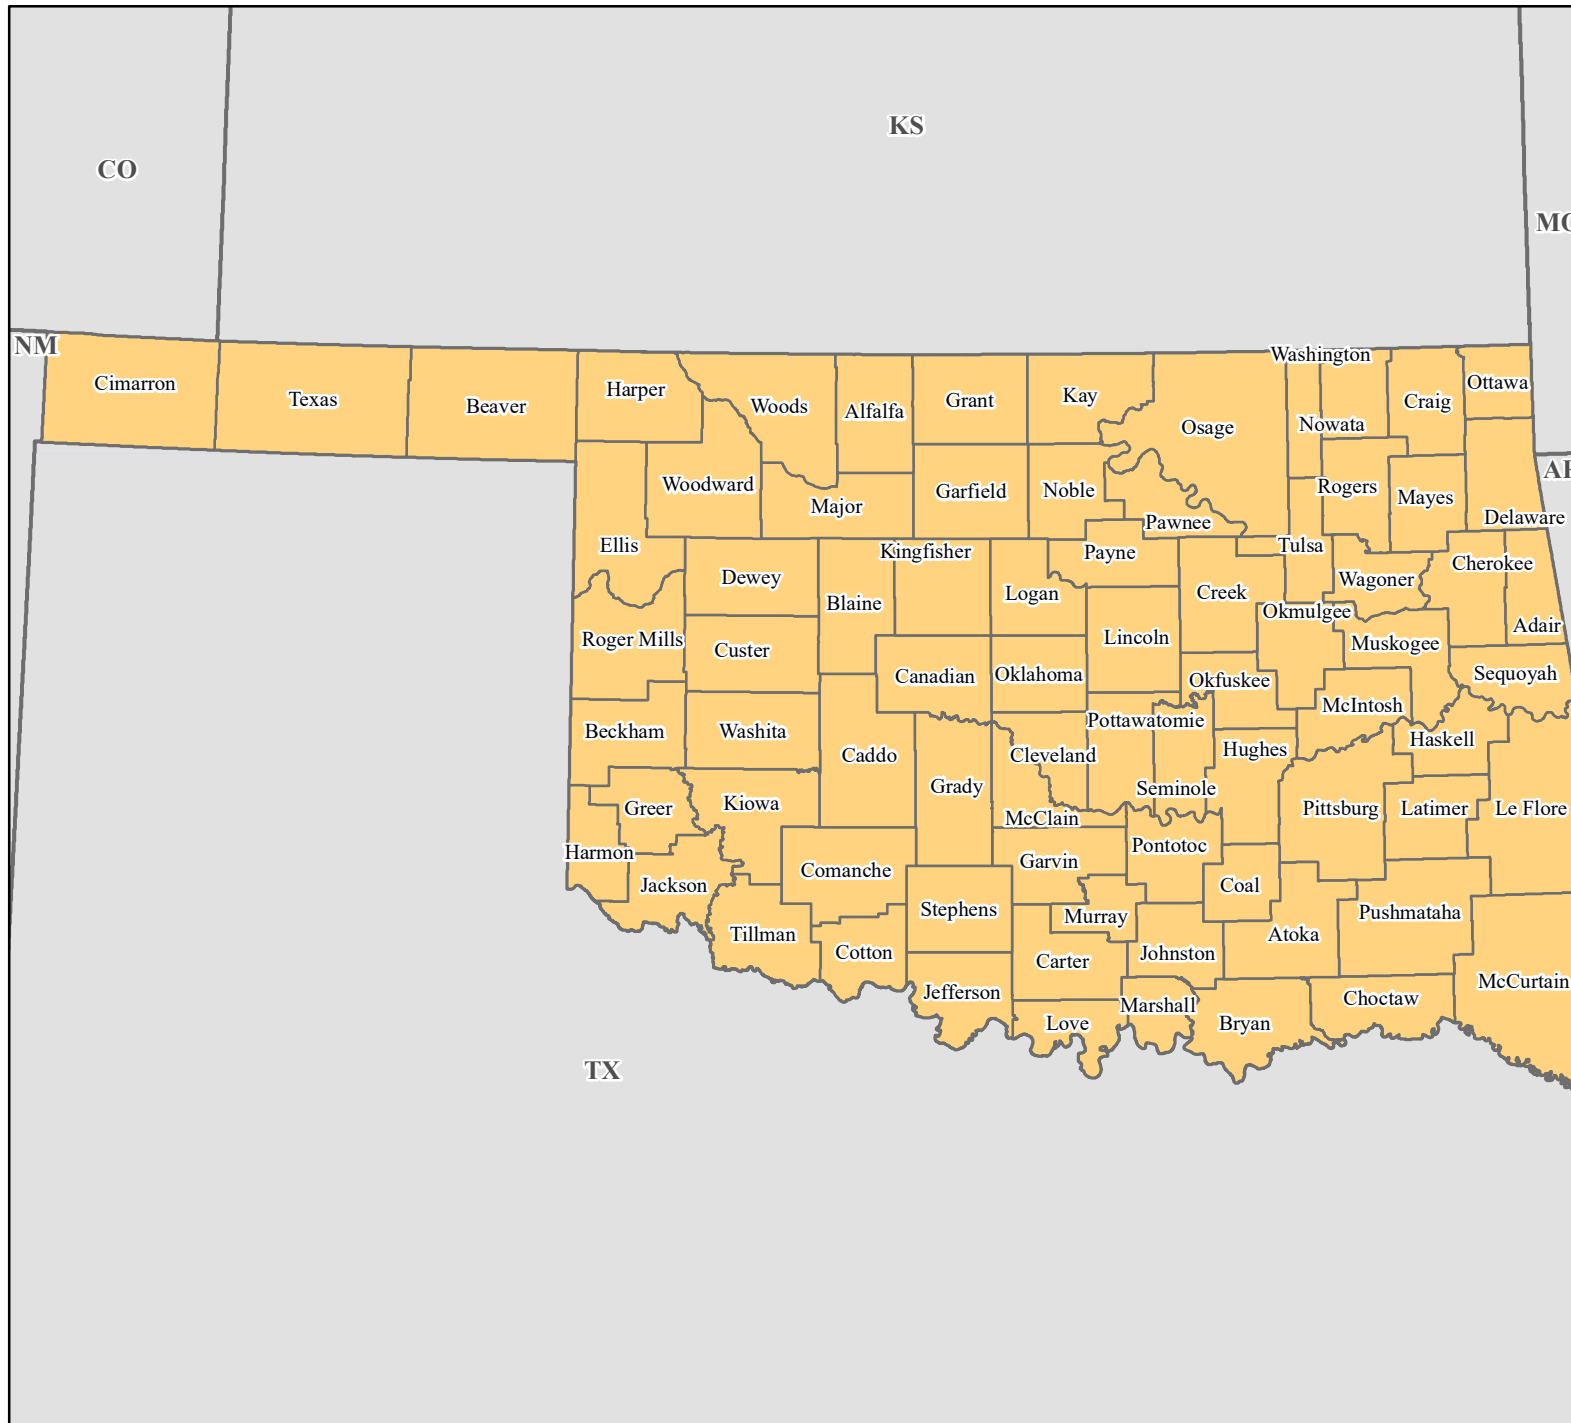 KS
CO
MO
NM
Cimarron
Texas
Beaver
Harper
Woods
Alfalfa
Grant
Kay
Osage
Washington
Nowata
Craig
Ottawa
Woodward
Major
Garfield
Noble
Pawnee
Rogers
Mayes
Delaware
Ellis
Dewey
Blaine
Kingfisher
Logan
Payne
Creek
Tulsa
Wagoner
Cherokee
Adair
Roger Mills
Custer
Canadian
Oklahoma
Lincoln
Okmulgee
Okfuskee
Muskogee
McIntosh
Sequoyah
Beckham
Washita
Caddo
Grady
Cleveland
Pottawatomie
Seminole
Hughes
Haskell
Greer
Kiowa
McClain
Pittsburg
Latimer
Le Flore
Harmon
Jackson
Comanche
Garvin
Pontotoc
Coal
Stephens
Murray
Pushmataha
Tillman
Cotton
Carter
Johnston
Atoka
McCurtain
Jefferson
Love
Marshall
Bryan
Choctaw
TX